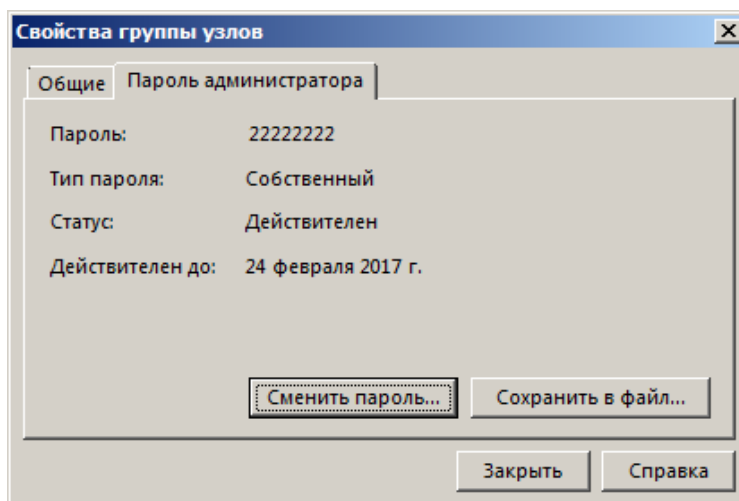 Свойства группы узлов
Общие
Пароль администратора
Пароль: 22222222
Тип пароля: Собственный
Статус: Действителен
Действителен до: 24 февраля 2017 г.
Сменить пароль... Сохранить в файл...
Закрыть Справка